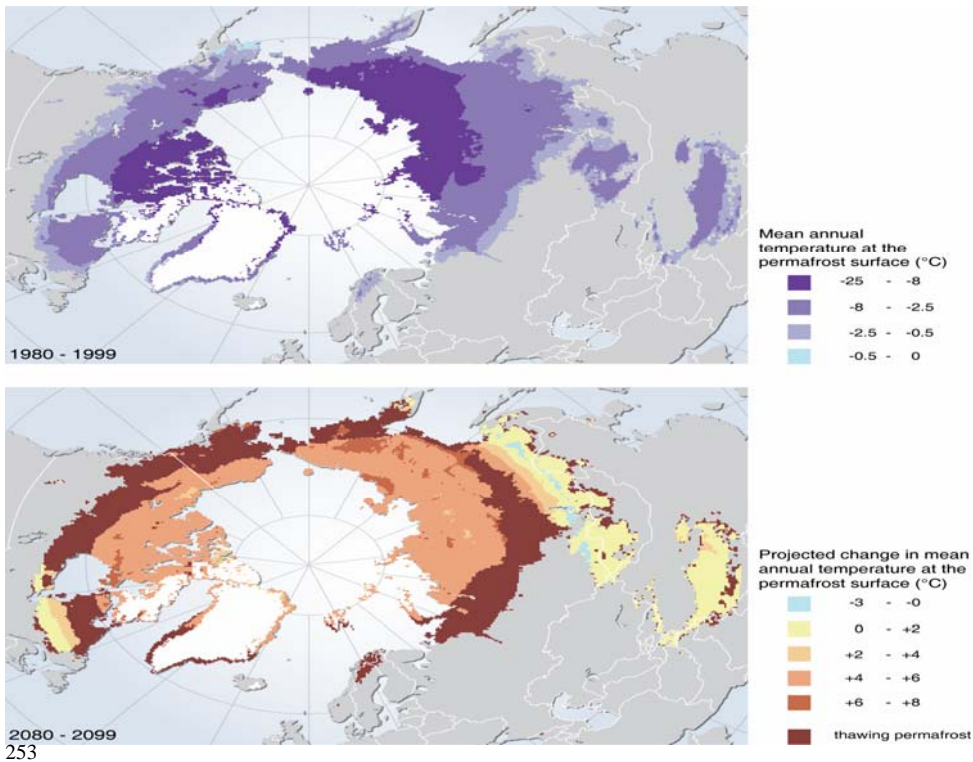 1980 - 1999
Mean annual
temperature at the
permafrost surface (°C)
-25 - -8
-8 - -2.5
-2.5 - -0.5
-0.5 - 0
2080 - 2099
Projected change in mean
annual temperature at the
permafrost surface (°C)
-3 - -0
0 - +2
+2 - +4
+4 - +6
+6 - +8
thawing permafrost
253